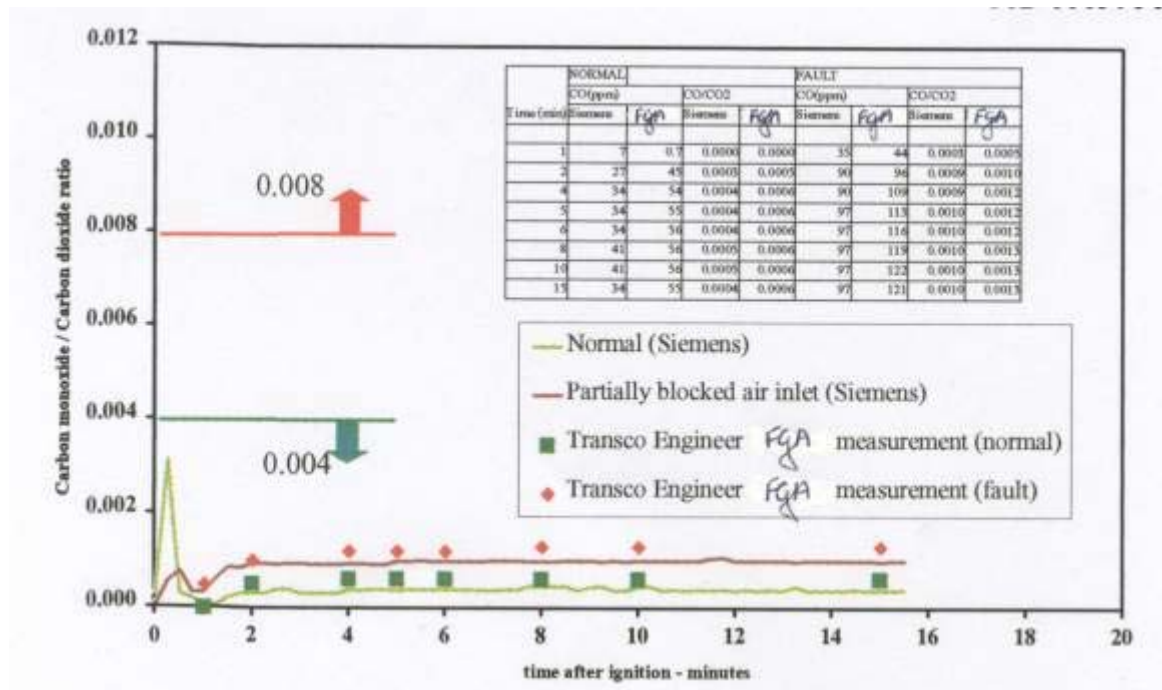 0.012
0.010
0.008
0.006
0.004
0.002
0.000
Carbon monoxide / Carbon dioxide ratio
0.008
0.004
NORMAL FAULT
CO(ppm) CO/CO2 CO(ppm) CO/CO2
Time (min) Siemens FgA Siemens FgA Siemens FgA Siemens FgA
1 7 0.7 0.0000 0.0000 35 44 0.0003 0.0005
2 27 45 0.0003 0.0005 90 96 0.0009 0.0010
4 34 54 0.0004 0.0006 90 109 0.0009 0.0012
5 34 55 0.0004 0.0006 97 113 0.0010 0.0012
6 34 56 0.0004 0.0006 97 116 0.0010 0.0012
8 41 56 0.0005 0.0006 97 119 0.0010 0.0013
10 41 56 0.0005 0.0006 97 122 0.0010 0.0013
15 34 55 0.0004 0.0006 97 121 0.0010 0.0013
Normal (Siemens)
Partially blocked air inlet (Siemens)
Transco Engineer FgA measurement (normal)
Transco Engineer FgA measurement (fault)
0 2 4 6 8 10 12 14 16 18 20
time after ignition - minutes